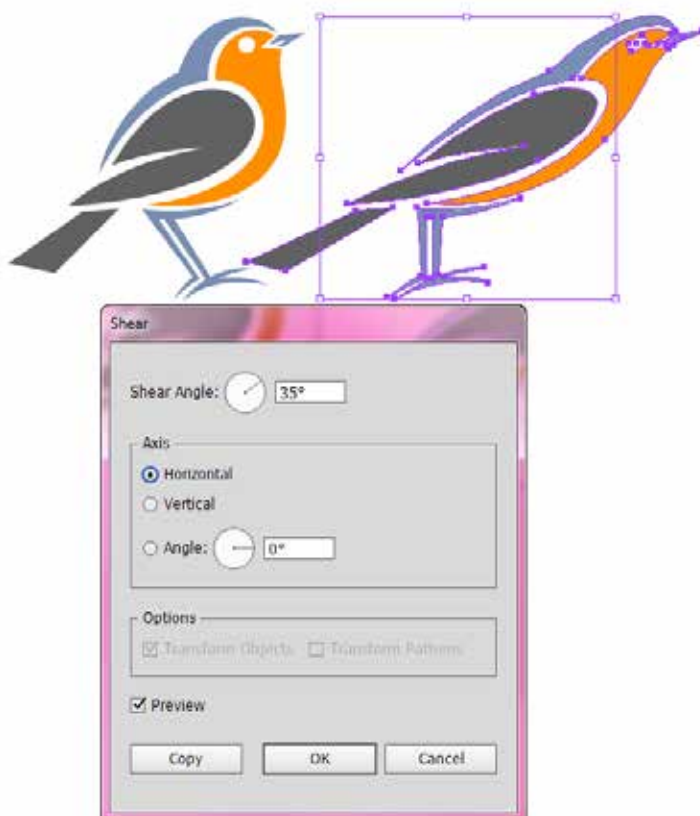 Shear
Shear Angle: 35°
Axis
Horizontal
Vertical
Angle: 0°
Options
Transform Objects Transform Patterns
Preview
Copy OK Cancel